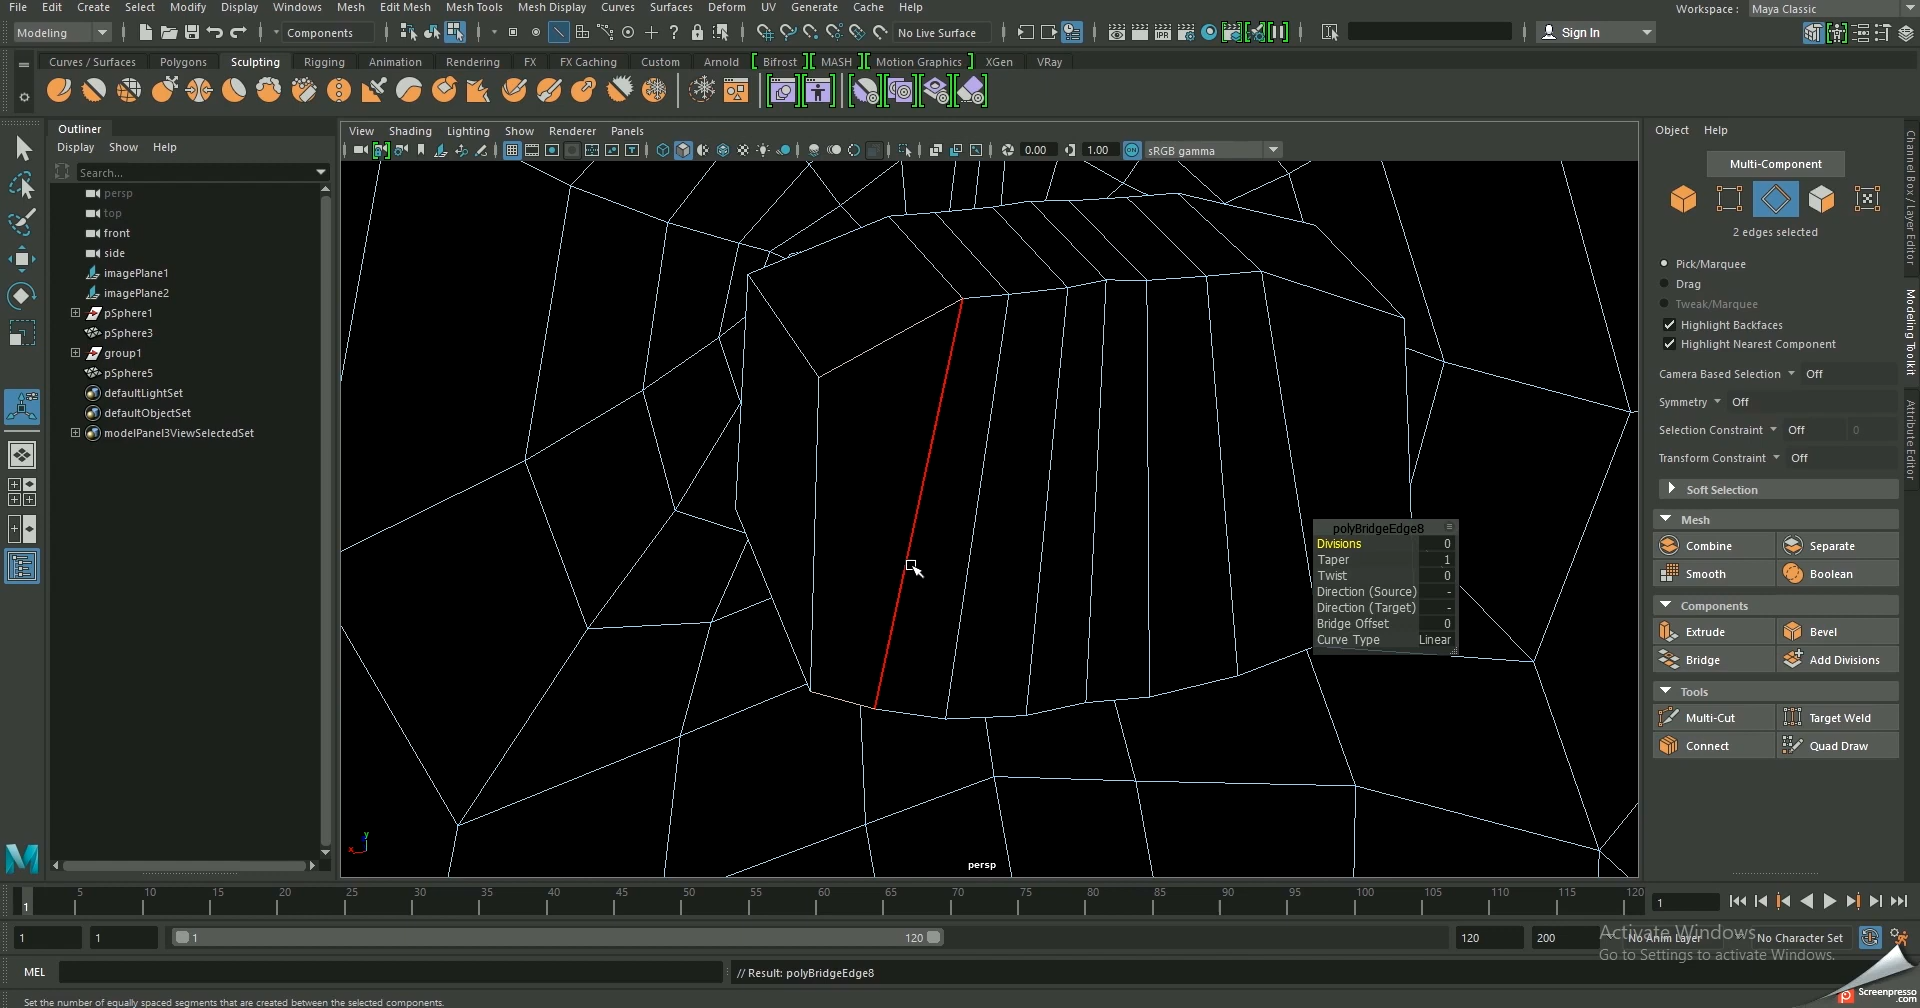 File Edit Create Select Modify Display Windows Mesh Edit Mesh Mesh Tools Mesh Display Curves Surfaces Deform UV Generate Cache Help
Workspace : Maya Classic
Modeling Components No Live Surface Sign In
Curves / Surfaces Polygons Sculpting Rigging Animation Rendering FX FX Caching Custom Arnold Bifrost MASH Motion Graphics XGen VRay
IPR
Outliner
Display Show Help
Search...
persp
top
front
side
imagePlane1
imagePlane2
pSphere1
pSphere3
group1
pSphere5
defaultLightSet
defaultObjectSet
modelPanel3ViewSelectedSet
View Shading Lighting Show Renderer Panels
0.00 1.00 ON sRGB gamma
polyBridgeEdge8
Divisions 0
Taper 1
Twist 0
Direction (Source) -
Direction (Target) -
Bridge Offset 0
Curve Type Linear
y
x
persp
Object Help
Multi-Component
2 edges selected
Pick/Marquee
Drag
Tweak/Marquee
Highlight Backfaces
Highlight Nearest Component
Camera Based Selection Off
Symmetry Off
Selection Constraint Off 0
Transform Constraint Off
Soft Selection
Mesh
Combine Separate
Smooth Boolean
Components
Extrude Bevel
Bridge Add Divisions
Tools
Multi-Cut Target Weld
Connect Quad Draw
Channel Box / Layer Editor
Modeling Toolkit
Attribute Editor
1 5 10 15 20 25 30 35 40 45 50 55 60 65 70 75 80 85 90 95 100 105 110 115 120 1
1 1 1 120 120 200 No Anim Layer No Character Set
Activate Windows
Go to Settings to activate Windows.
MEL // Result: polyBridgeEdge8
Set the number of equally spaced segments that are created between the selected components.
Screenpresso
.com